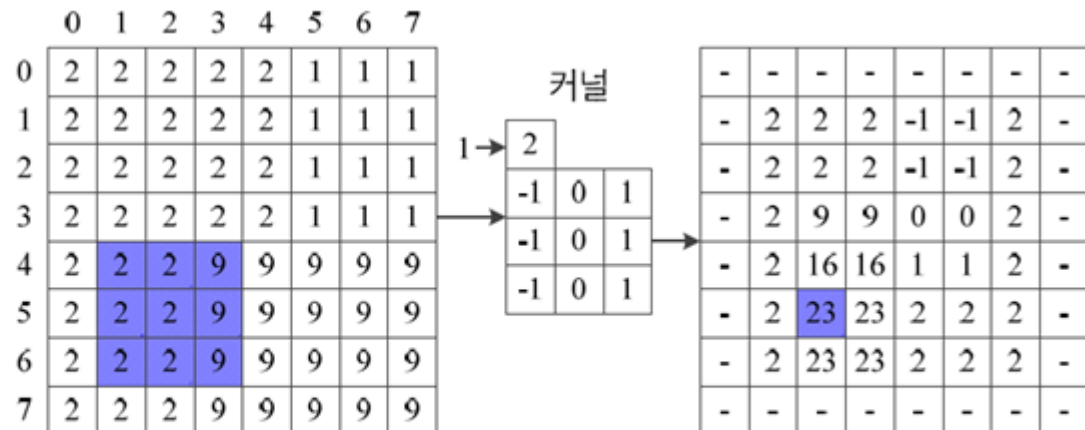 0 1 2 3 4 5 6 7
0 2 2 2 2 2 1 1 1
1 2 2 2 2 2 1 1 1
2 2 2 2 2 2 1 1 1
3 2 2 2 2 2 1 1 1
4 2 2 2 9 9 9 9 9
5 2 2 2 9 9 9 9 9
6 2 2 2 9 9 9 9 9
7 2 2 2 9 9 9 9 9
커널
1 2
-1 0 1
-1 0 1
-1 0 1
- - - - - - - -
- 2 2 2 -1 -1 2 -
- 2 2 2 -1 -1 2 -
- 2 9 9 0 0 2 -
- 2 16 16 1 1 2 -
- 2 23 23 2 2 2 -
- 2 23 23 2 2 2 -
- - - - - - - -